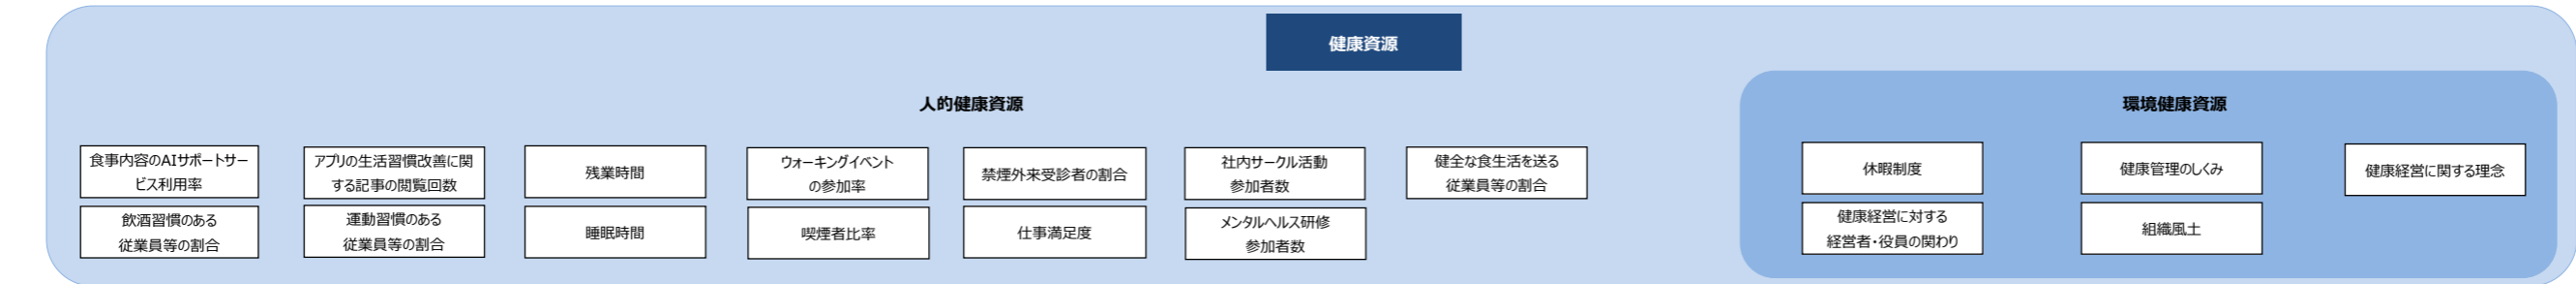 健康資源
人的健康資源
食事内容のAIサポートサー
ビス利用率
アプリの生活習慣改善に関
する記事の閲覧回数
残業時間
ウォーキングイベント
の参加率
禁煙外来受診者の割合
社内サークル活動
参加者数
健全な食生活を送る
従業員等の割合
飲酒習慣のある
従業員等の割合
運動習慣のある
従業員等の割合
睡眠時間
喫煙者比率
仕事満足度
メンタルヘルス研修
参加者数
環境健康資源
休暇制度
健康管理のしくみ
健康経営に関する理念
健康経営に対する
経営者・役員の関わり
組織風土